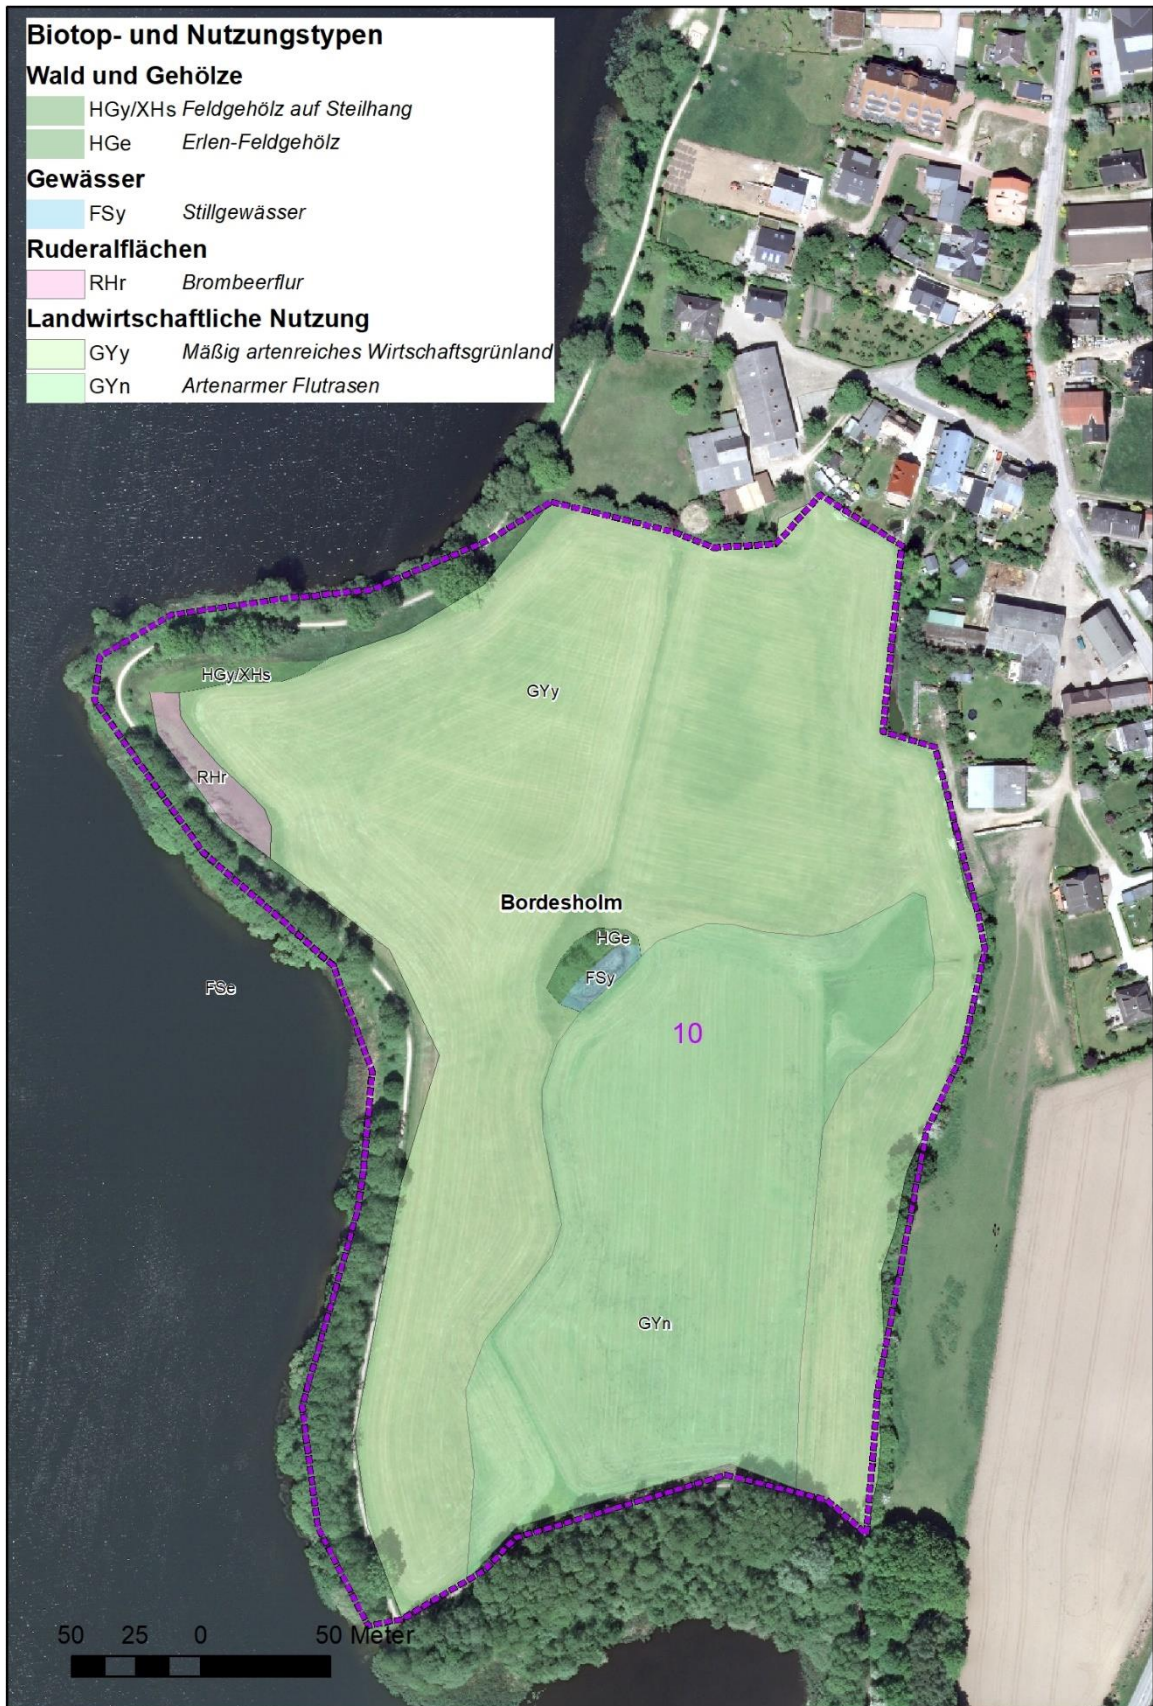 Biotop- und Nutzungstypen
Wald und Gehölze
HGy/XHs Feldgehölz auf Steilhang
HGe Erlen-Feldgehölz
Gewässer
FSy Stillgewässer
Ruderalflächen
RHr Brombeerflur
Landwirtschaftliche Nutzung
GYy Mäßig artenreiches Wirtschaftsgrünland
GYn Artenarmer Flutrasen
HGy/XHs
GYy
RHr
Bordesholm
HGe
FSy
FSe
10
GYn
50 25 0 50 Meter